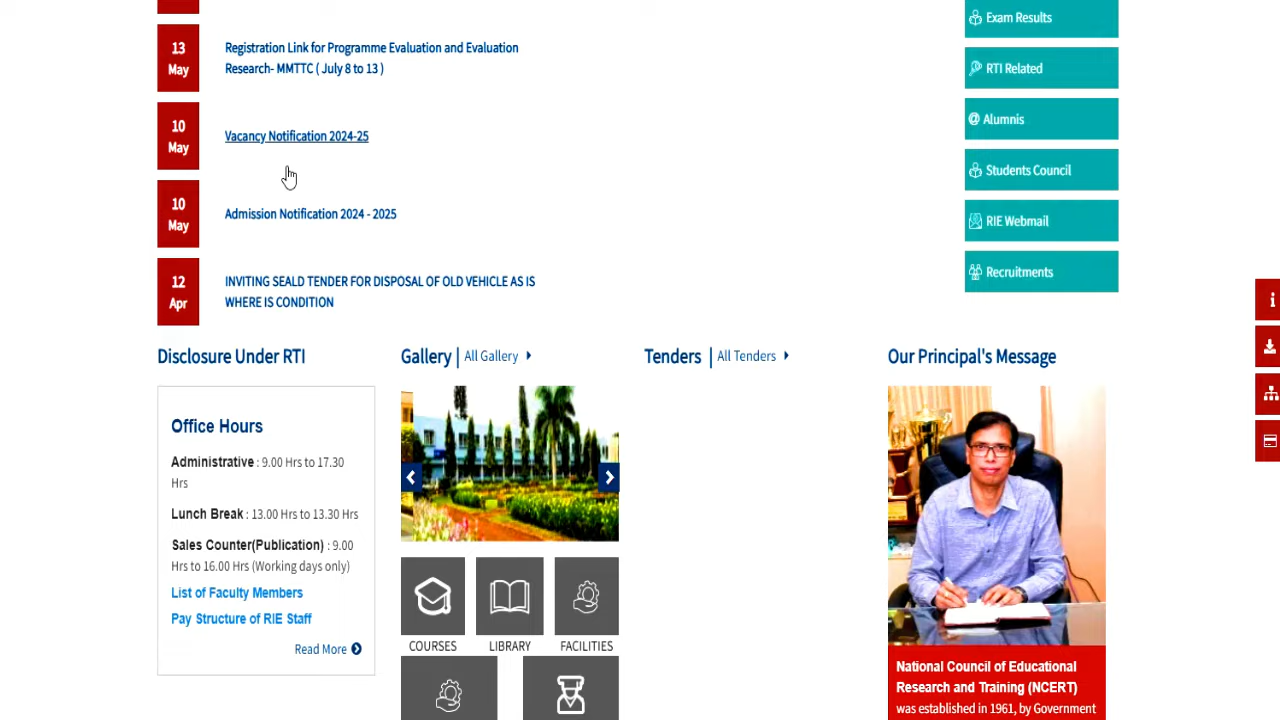 13
May
Registration Link for Programme Evaluation and Evaluation
Research- MMTTC ( July 8 to 13 )
10
May
Vacancy Notification 2024-25
10
May
Admission Notification 2024 - 2025
12
Apr
INVITING SEALD TENDER FOR DISPOSAL OF OLD VEHICLE AS IS
WHERE IS CONDITION
Exam Results
RTI Related
Alumnis
Students Council
RIE Webmail
Recruitments
Disclosure Under RTI
Office Hours
Administrative : 9.00 Hrs to 17.30
Hrs
Lunch Break : 13.00 Hrs to 13.30 Hrs
Sales Counter(Publication) : 9.00
Hrs to 16.00 Hrs (Working days only)
List of Faculty Members
Pay Structure of RIE Staff
Read More
Gallery | All Gallery
COURSES
LIBRARY
FACILITIES
Tenders | All Tenders
Our Principal's Message
National Council of Educational
Research and Training (NCERT)
was established in 1961, by Government